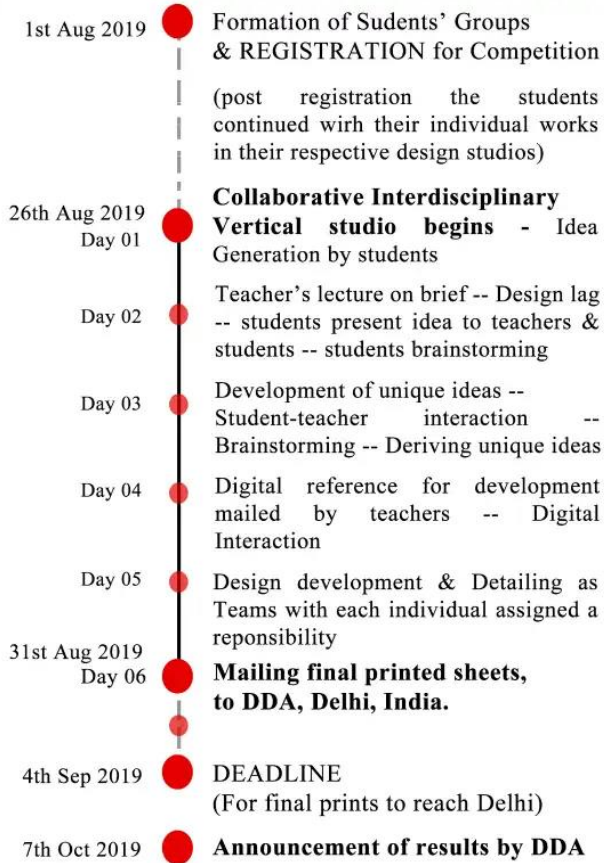 1st Aug 2019
Formation of Sudents’ Groups
& REGISTRATION for Competition
(post registration the students
continued wirh their individual works
in their respective design studios)
26th Aug 2019
Day 01
Collaborative Interdisciplinary
Vertical studio begins - Idea
Generation by students
Day 02
Teacher’s lecture on brief -- Design lag
-- students present idea to teachers &
students -- students brainstorming
Day 03
Development of unique ideas --
Student-teacher interaction --
Brainstorming -- Deriving unique ideas
Day 04
Digital reference for development
mailed by teachers -- Digital
Interaction
Day 05
Design development & Detailing as
Teams with each individual assigned a
reponsibility
31st Aug 2019
Day 06
Mailing final printed sheets,
to DDA, Delhi, India.
4th Sep 2019
DEADLINE
(For final prints to reach Delhi)
7th Oct 2019
Announcement of results by DDA